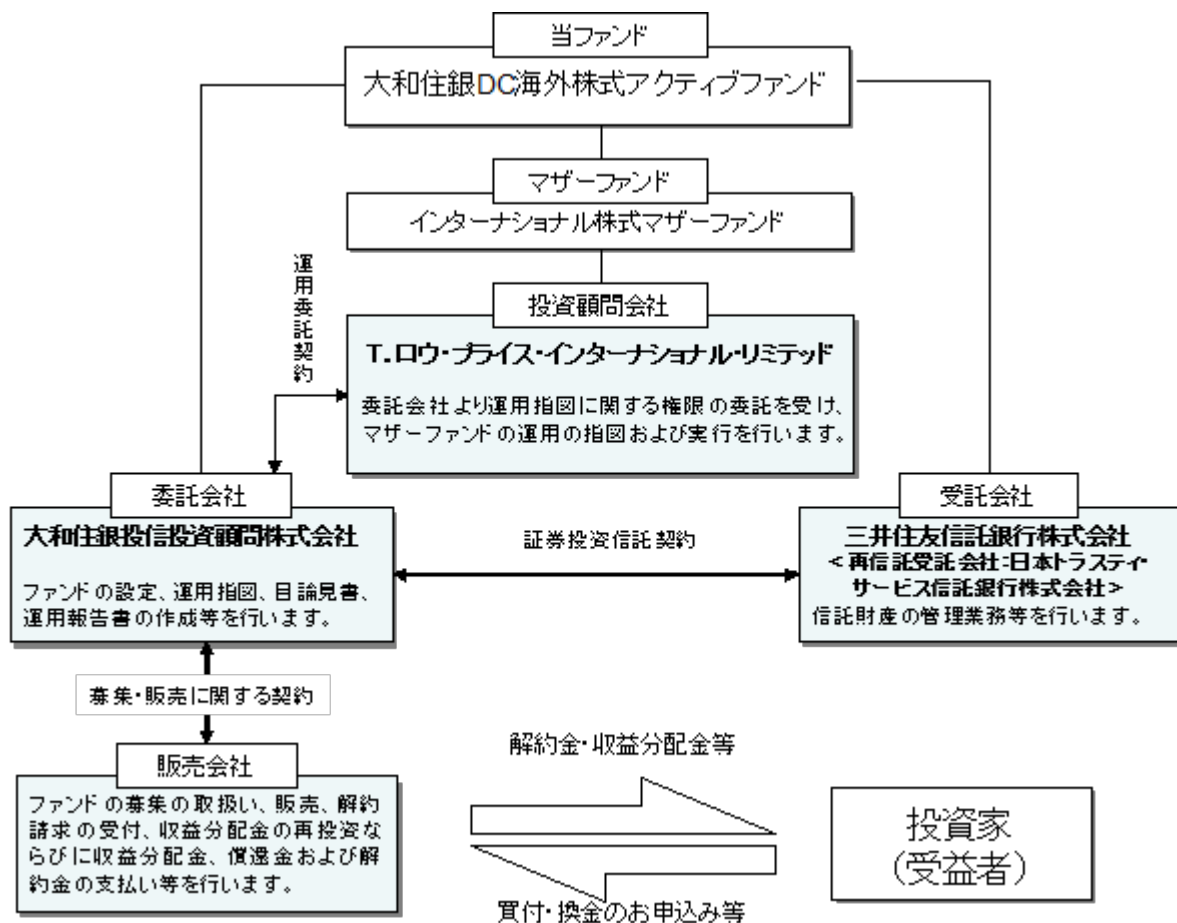 当ファンド
大和住銀DC海外株式アクティブファンド
マザーファンド
インターナショナル株式マザーファンド
運用委託契約
投資顧問会社
T.ロウ・プライス・インターナショナル・リミテッド
委託会社より運用指図に関する権限の委託を受け、
マザーファンドの運用の指図および実行を行います。
委託会社
大和住銀投信投資顧問株式会社
ファンドの設定、運用指図、目論見書、
運用報告書の作成等を行います。
証券投資信託契約
受託会社
三井住友信託銀行株式会社
<再信託受託会社:日本トラスティ・
サービス信託銀行株式会社>
信託財産の管理業務等を行います。
募集・販売に関する契約
販売会社
ファンドの募集の取扱い、販売、解約
請求の受付、収益分配金の再投資な
らびに収益分配金、償還金および解
約金の支払い等を行います。
解約金・収益分配金等
買付・換金のお申込み等
投資家
(受益者)